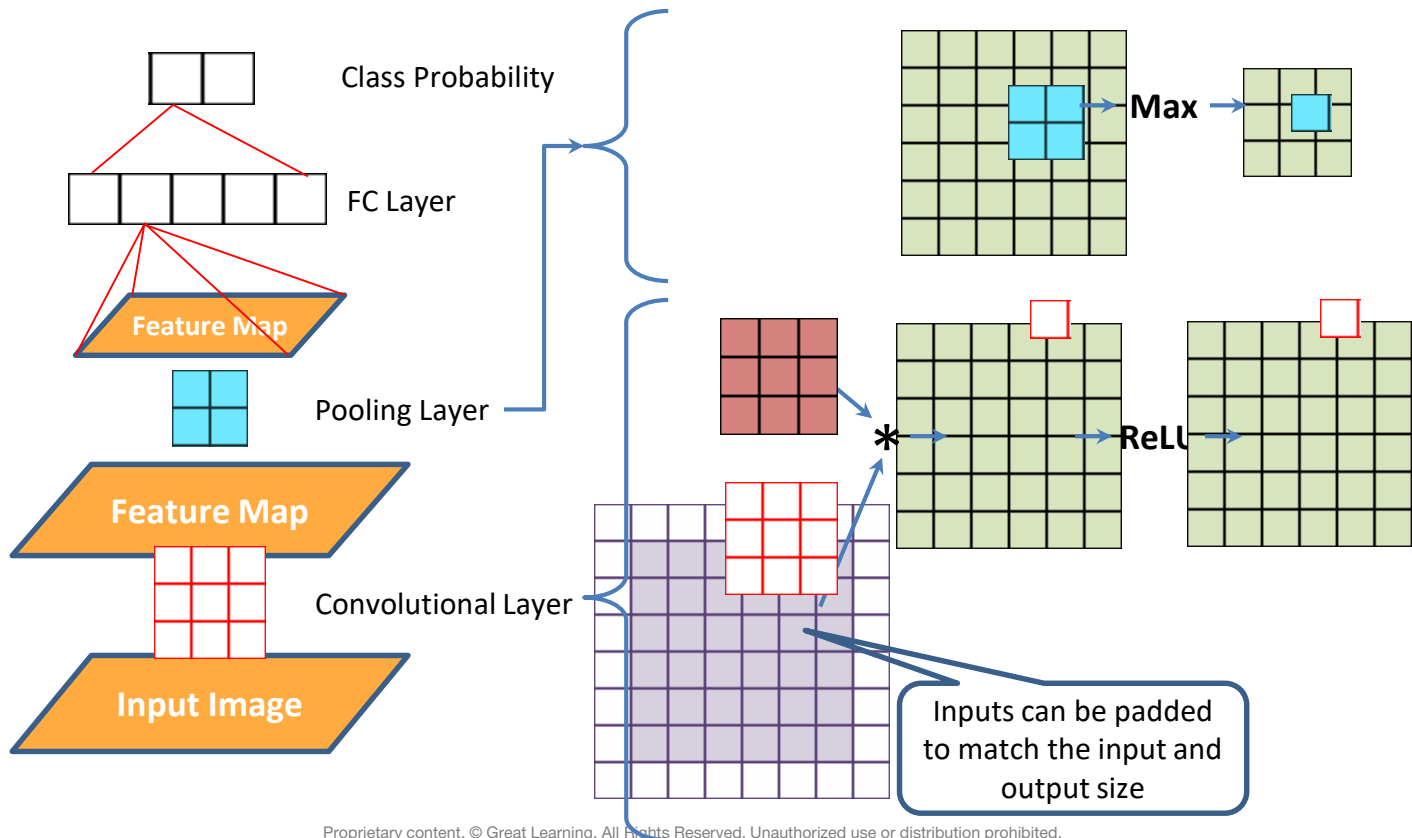 Class Probability
Max
FC Layer
Feature Map
Pooling Layer
*
ReLU
Feature Map
Convolutional Layer
Input Image
Inputs can be padded
to match the input and
output size
Proprietary content. © Great Learning. All Rights Reserved. Unauthorized use or distribution prohibited.